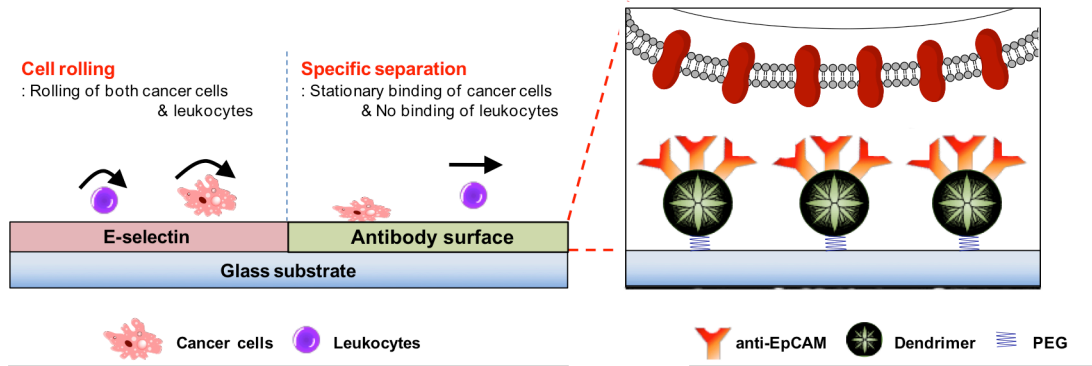 Cell rolling
: Rolling of both cancer cells
& leukocytes
Specific separation
: Stationary binding of cancer cells
& No binding of leukocytes
E-selectin
Antibody surface
Glass substrate
Cancer cells
Leukocytes
anti-EpCAM
Dendrimer
PEG